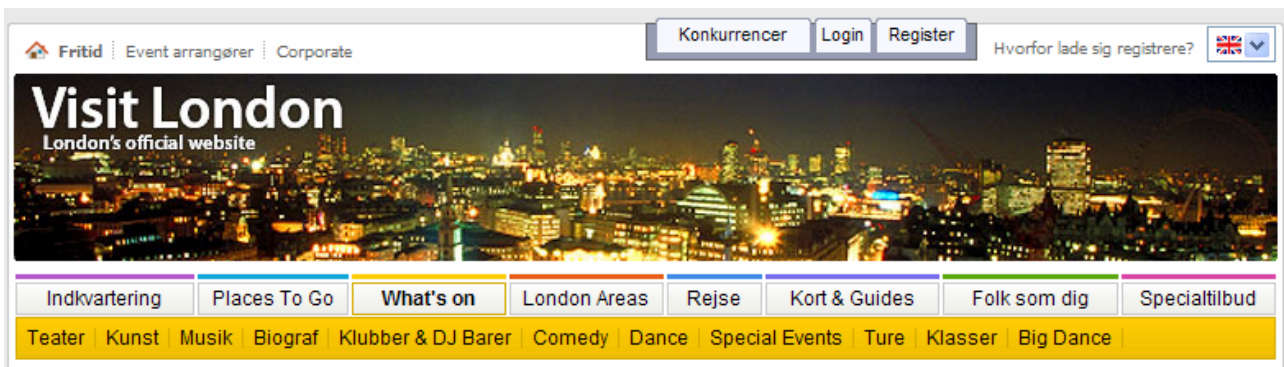 Fritid Event arrangører Corporate Konkurrencer Login Register Hvorfor lade sig registrere?
Visit London
London's official website
Indkvartering Places To Go What's on London Areas Rejse Kort & Guides Folk som dig Specialtilbud
Teater Kunst Musik Biograf Klubber & DJ Barer Comedy Dance Special Events Ture Klasser Big Dance